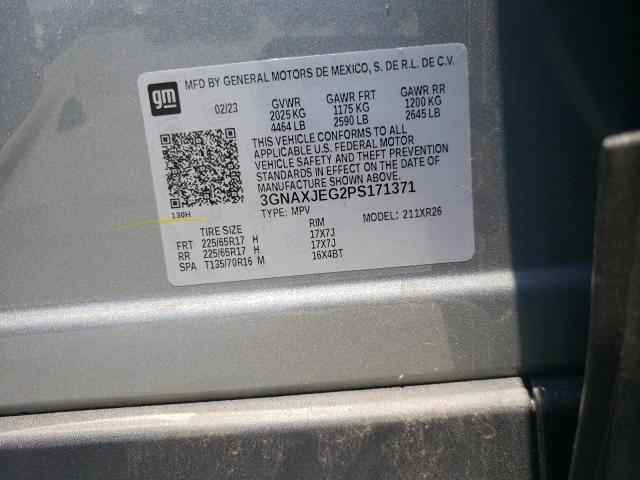 gm
MFD BY GENERAL MOTORS DE MEXICO, S. DE R.L. DE C.V.
02/23 GVWR GAWR FRT GAWR RR
2025 KG 1175 KG 1200 KG
4464 LB 2590 LB 2645 LB
THIS VEHICLE CONFORMS TO ALL
APPLICABLE U.S. FEDERAL MOTOR
VEHICLE SAFETY AND THEFT PREVENTION
STANDARDS IN EFFECT ON THE DATE OF
MANUFACTURE SHOWN ABOVE.
3GNAXJEG2PS171371
130H TYPE: MPV MODEL: 211XR26
TIRE SIZE RIM
FRT 225/65R17 H 17X7J
RR 225/65R17 H 17X7J
SPA T135/70R16 M 16X4BT